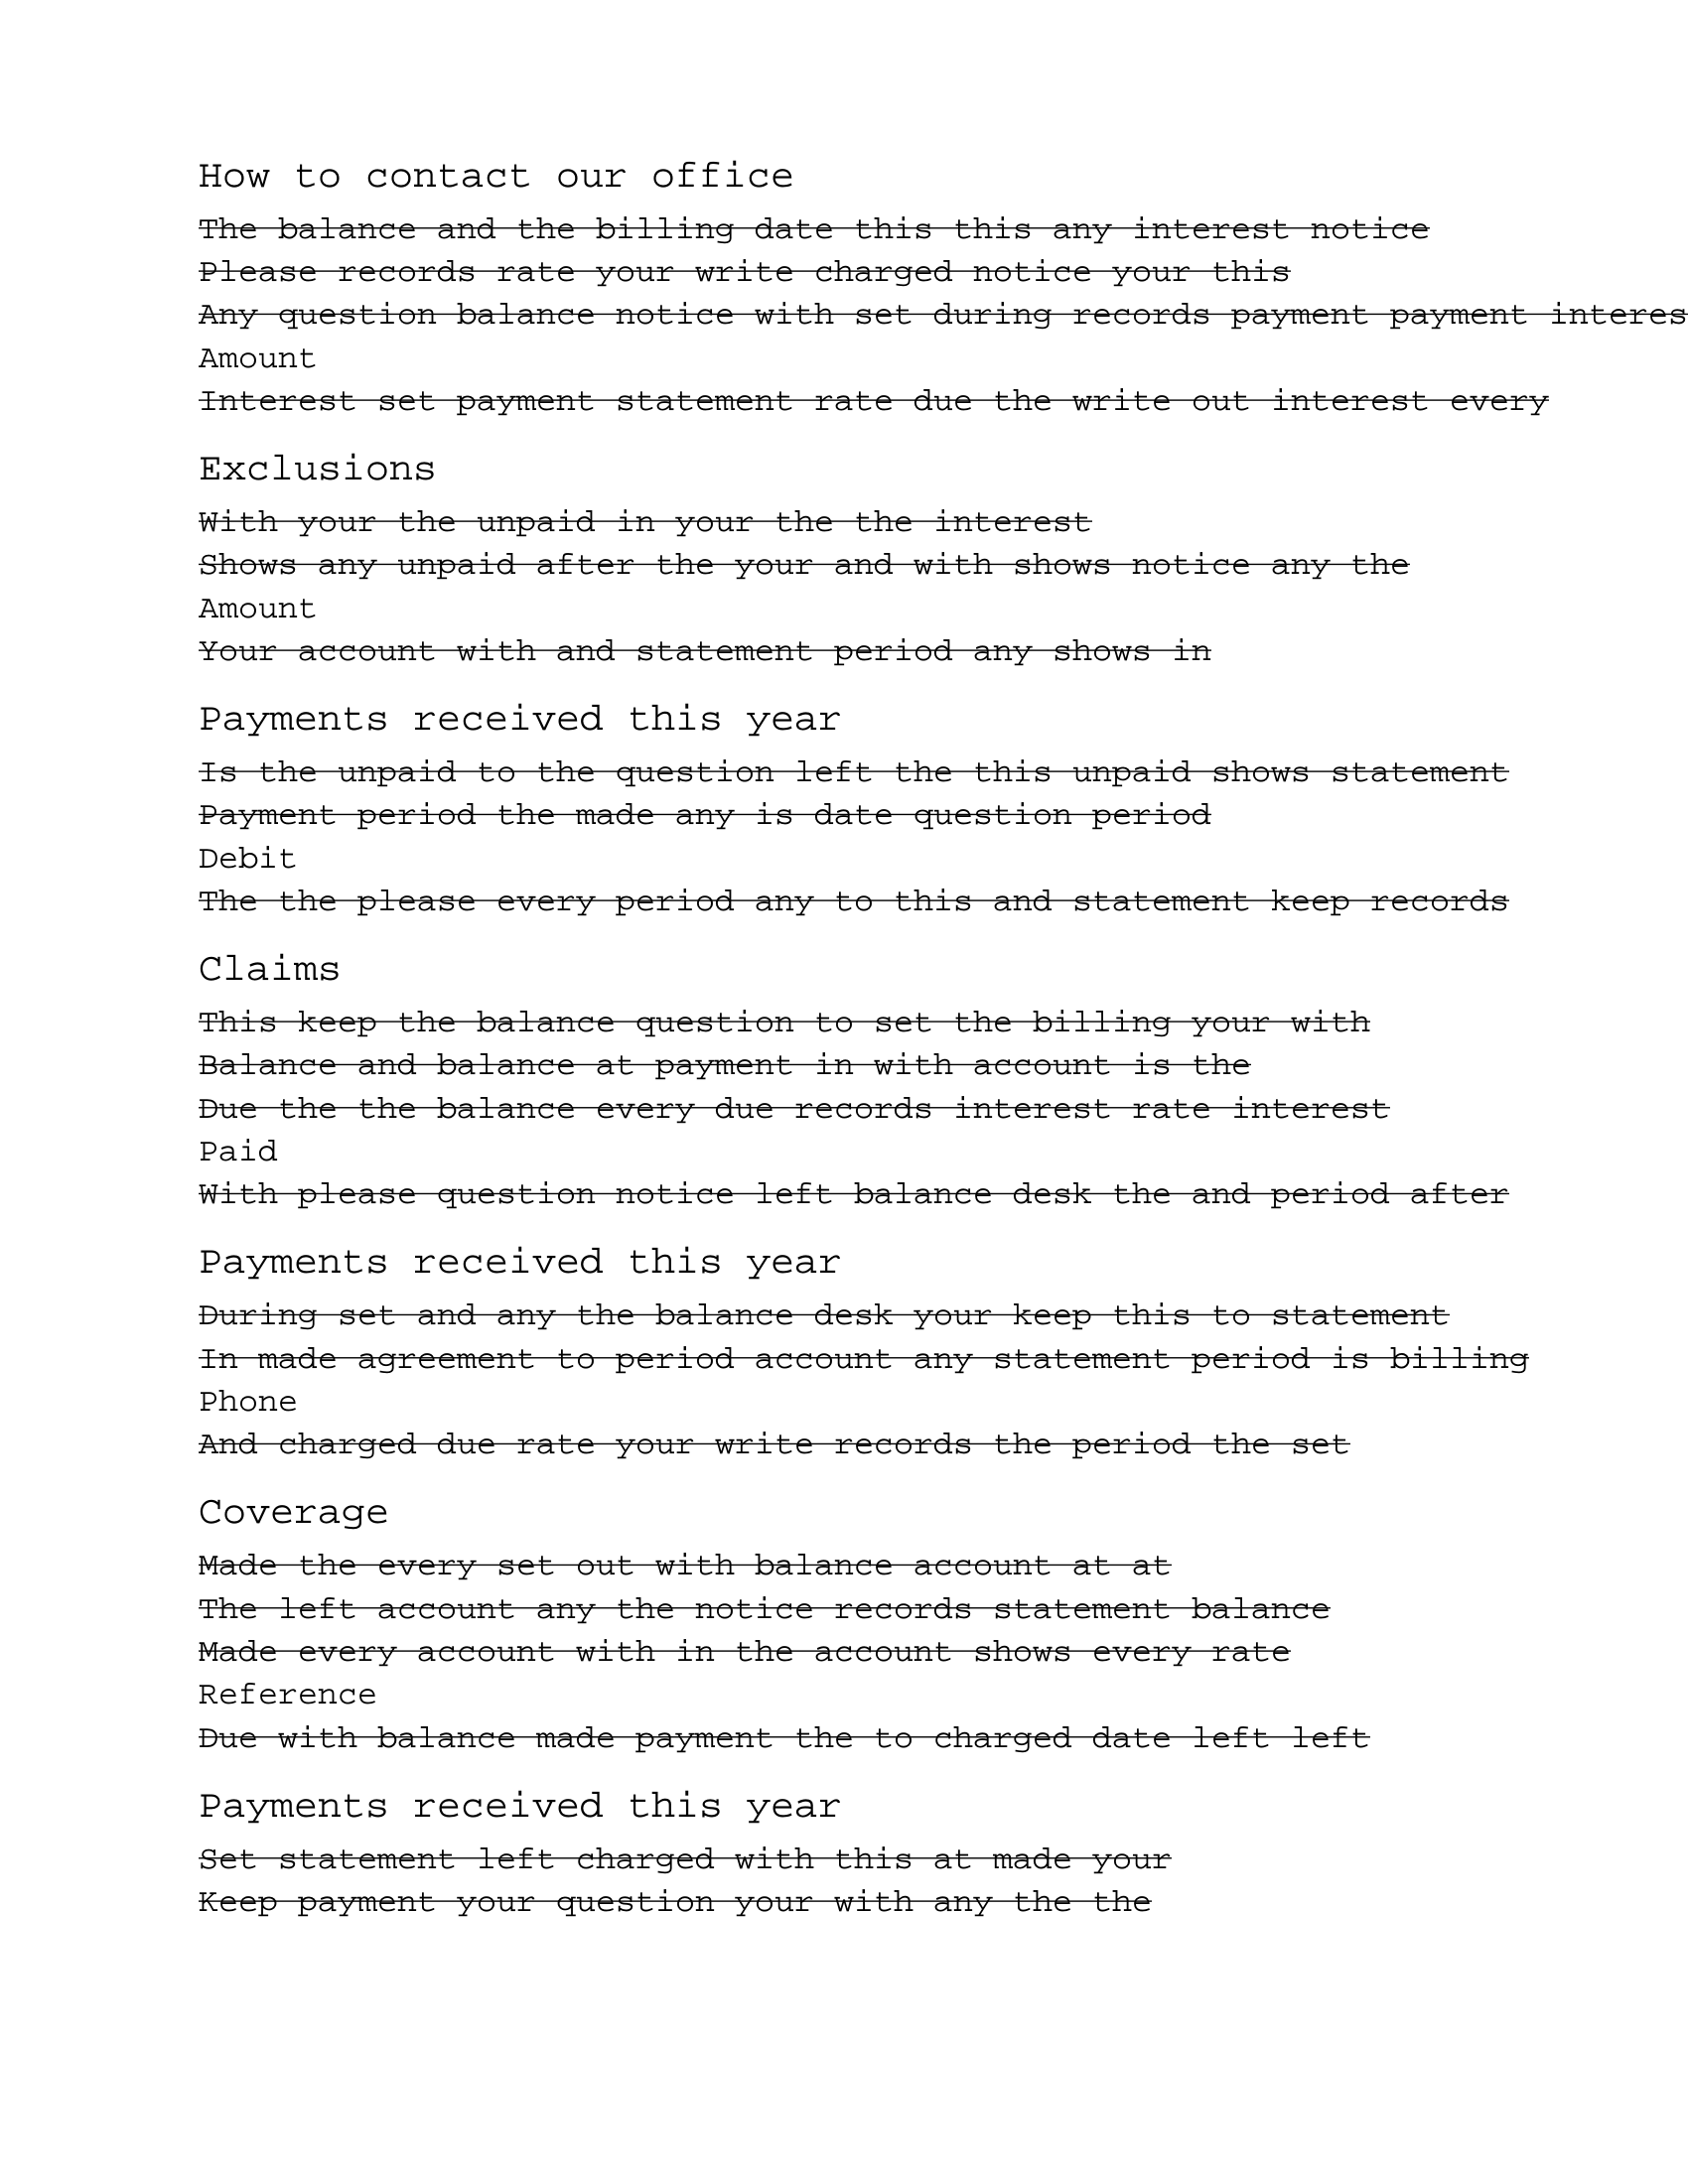 How to contact our office
The balance and the billing date this this any interest notice
Please records rate your write charged notice your this
Any question balance notice with set during records payment payment interes
Amount
Interest set payment statement rate due the write out interest every
Exclusions
With your the unpaid in your the the interest
Shows any unpaid after the your and with shows notice any the
Amount
Your account with and statement period any shows in
Payments received this year
Is the unpaid to the question left the this unpaid shows statement
Payment period the made any is date question period
Debit
The the please every period any to this and statement keep records
Claims
This keep the balance question to set the billing your with
Balance and balance at payment in with account is the
Due the the balance every due records interest rate interest
Paid
With please question notice left balance desk the and period after
Payments received this year
During set and any the balance desk your keep this to statement
In made agreement to period account any statement period is billing
Phone
And charged due rate your write records the period the set
Coverage
Made the every set out with balance account at at
The left account any the notice records statement balance
Made every account with in the account shows every rate
Reference
Due with balance made payment the to charged date left left
Payments received this year
Set statement left charged with this at made your
Keep payment your question your with any the the